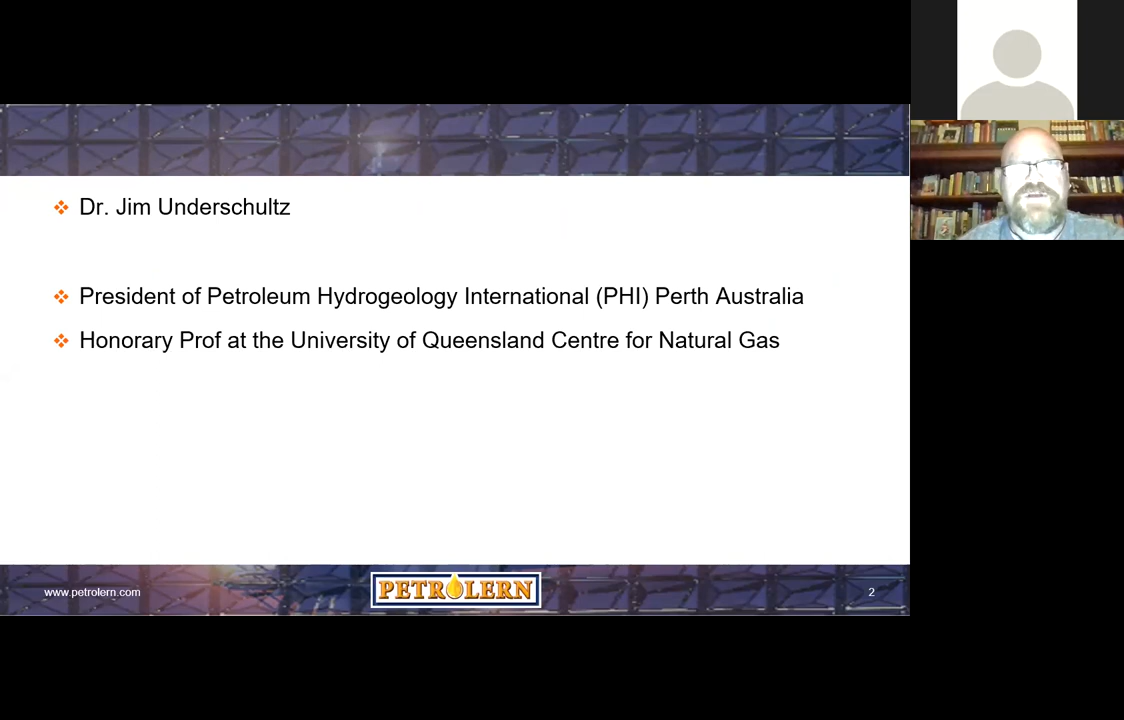 Dr. Jim Underschultz
President of Petroleum Hydrogeology International (PHI) Perth Australia
Honorary Prof at the University of Queensland Centre for Natural Gas
www.petrolern.com
PETROLERN
2